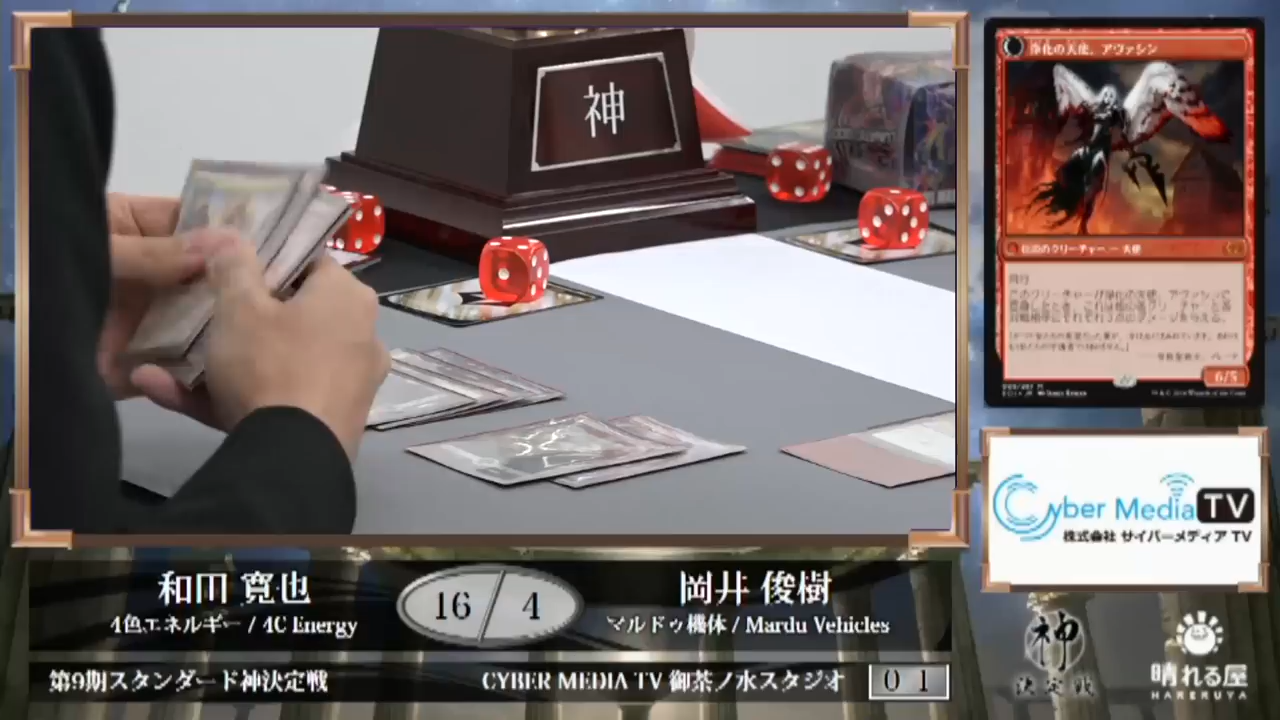 神
浄化の天使、アヴァシン
伝説のクリーチャー — 天使
飛行
6/5
Cyber Media TV
株式会社 サイバーメディア TV
和田 寛也
4色エネルギー / 4C Energy
16 / 4
岡井 俊樹
マルドゥ機体 / Mardu Vehicles
第9期スタンダード神決定戦
CYBER MEDIA TV 御茶ノ水スタジオ
0 1
神
決定戦
晴れる屋
HARERUYA